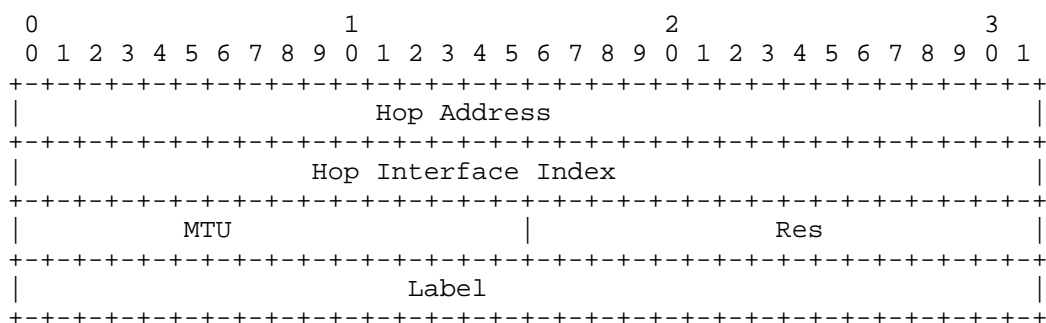 0                   1                   2                   3
 0 1 2 3 4 5 6 7 8 9 0 1 2 3 4 5 6 7 8 9 0 1 2 3 4 5 6 7 8 9 0 1
+-+-+-+-+-+-+-+-+-+-+-+-+-+-+-+-+-+-+-+-+-+-+-+-+-+-+-+-+-+-+-+-+
|                      Hop Address                              |
+-+-+-+-+-+-+-+-+-+-+-+-+-+-+-+-+-+-+-+-+-+-+-+-+-+-+-+-+-+-+-+-+
|                  Hop Interface Index                          |
+-+-+-+-+-+-+-+-+-+-+-+-+-+-+-+-+-+-+-+-+-+-+-+-+-+-+-+-+-+-+-+-+
|          MTU                  |               Res             |
+-+-+-+-+-+-+-+-+-+-+-+-+-+-+-+-+-+-+-+-+-+-+-+-+-+-+-+-+-+-+-+-+
|                        Label                                  |
+-+-+-+-+-+-+-+-+-+-+-+-+-+-+-+-+-+-+-+-+-+-+-+-+-+-+-+-+-+-+-+-+